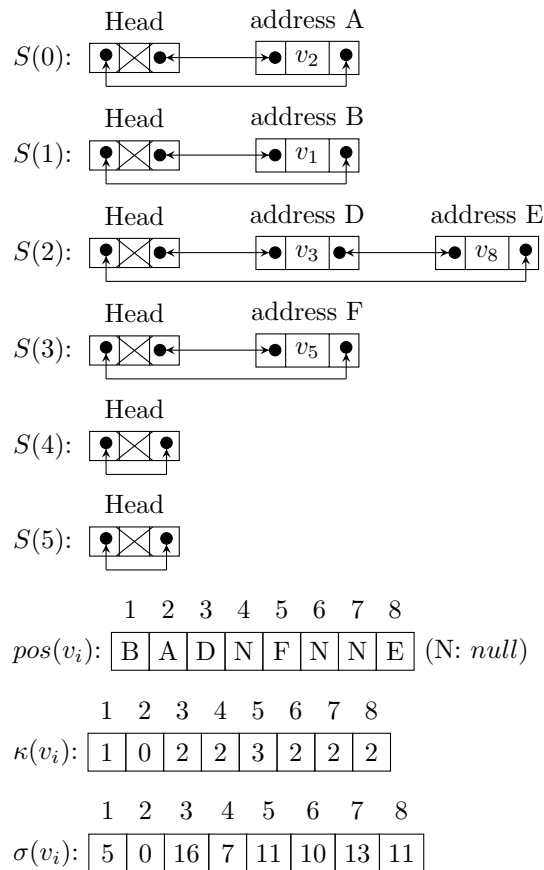 Head address A
S(0): v₂
Head address B
S(1): v₁
Head address D address E
S(2): v₃ v₈
Head address F
S(3): v₅
Head
S(4):
Head
S(5):
1 2 3 4 5 6 7 8
pos(vᵢ): B A D N F N N E (N: null)
1 2 3 4 5 6 7 8
κ(vᵢ): 1 0 2 2 3 2 2 2
1 2 3 4 5 6 7 8
σ(vᵢ): 5 0 16 7 11 10 13 11